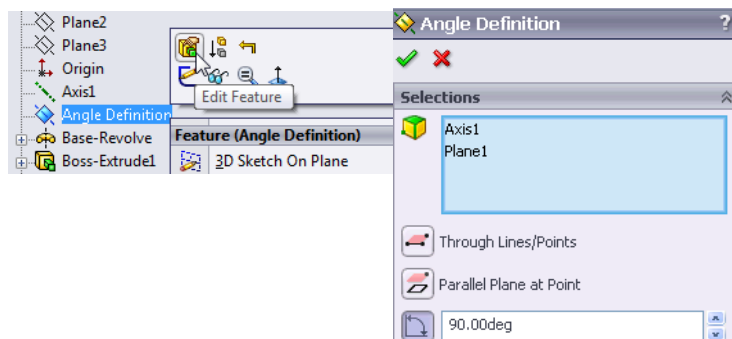 Plane2
Plane3
Origin
Axis1
Angle Definition
Base-Revolve
Boss-Extrude1
Edit Feature
Feature (Angle Definition)
3D Sketch On Plane
Angle Definition
?
Selections
Axis1
Plane1
Through Lines/Points
Parallel Plane at Point
90.00deg